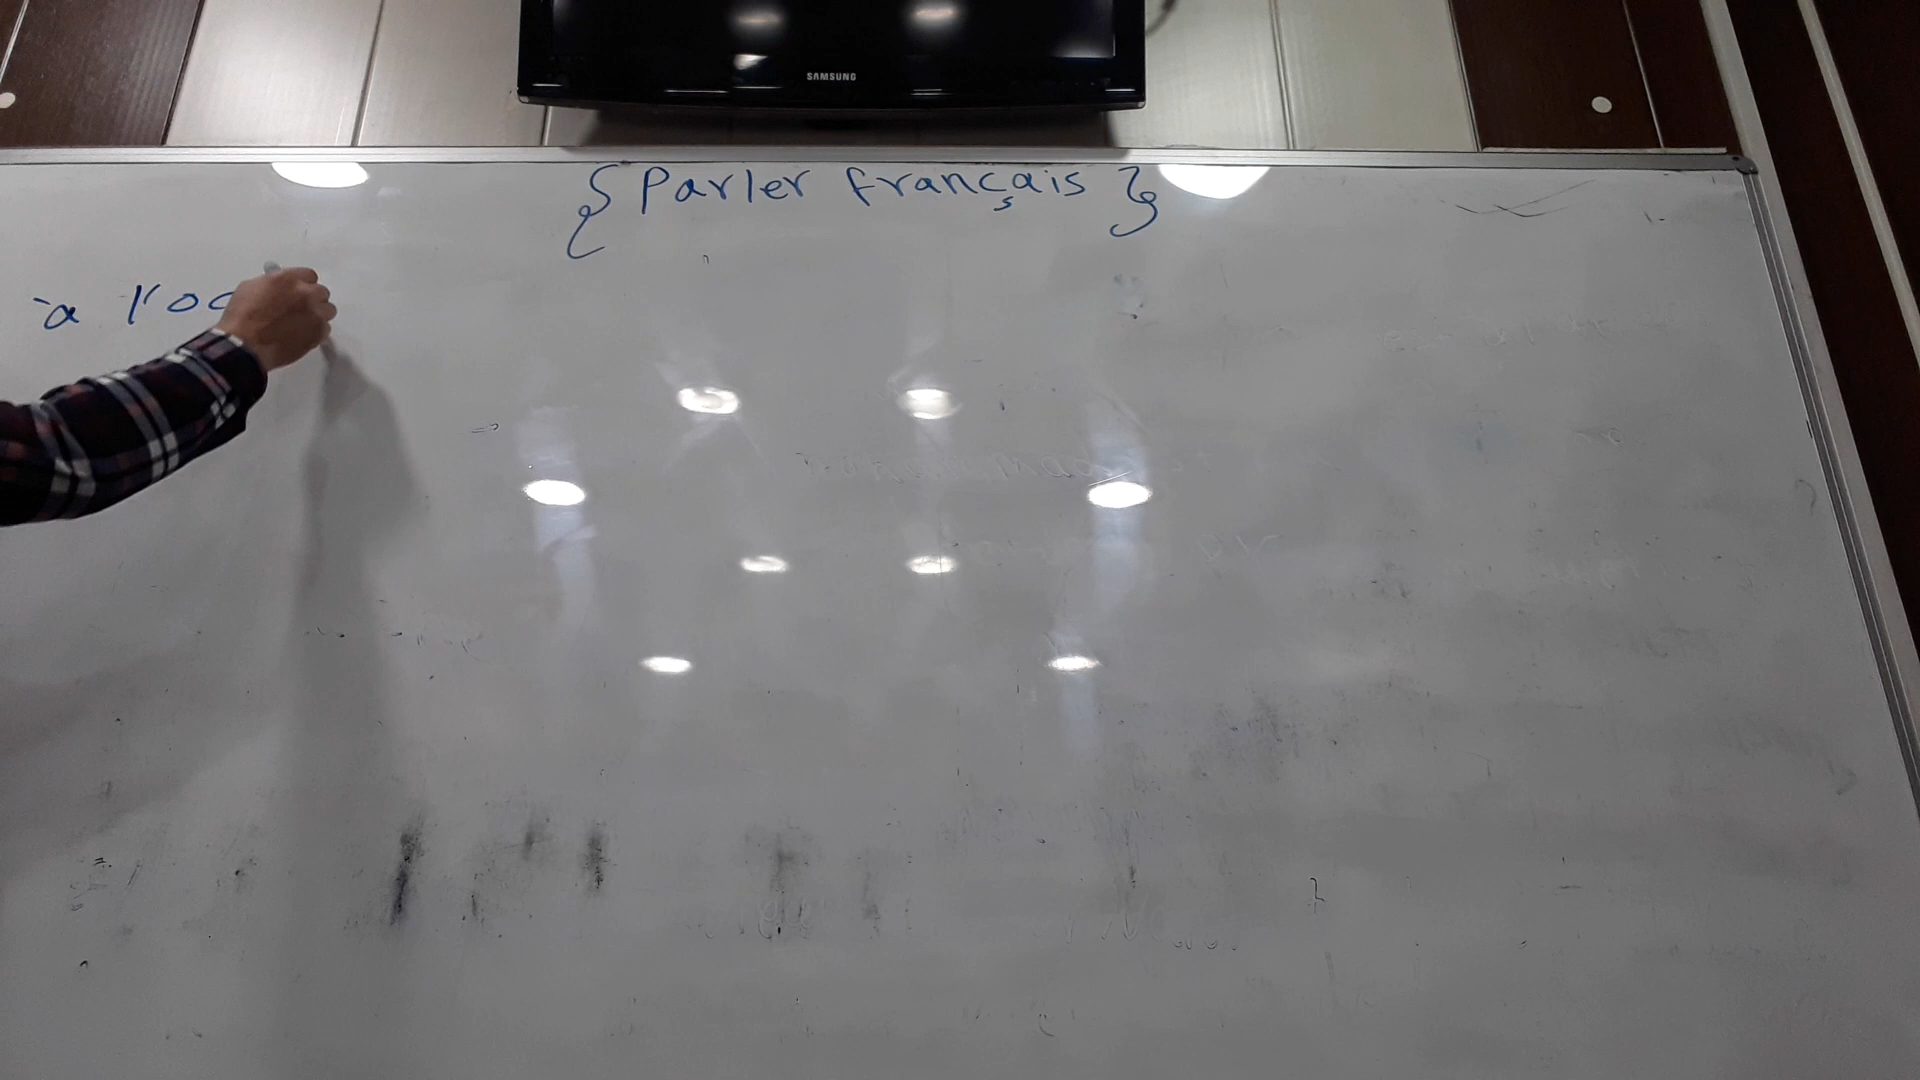 SAMSUNG
{ Parler français }
à l'oc